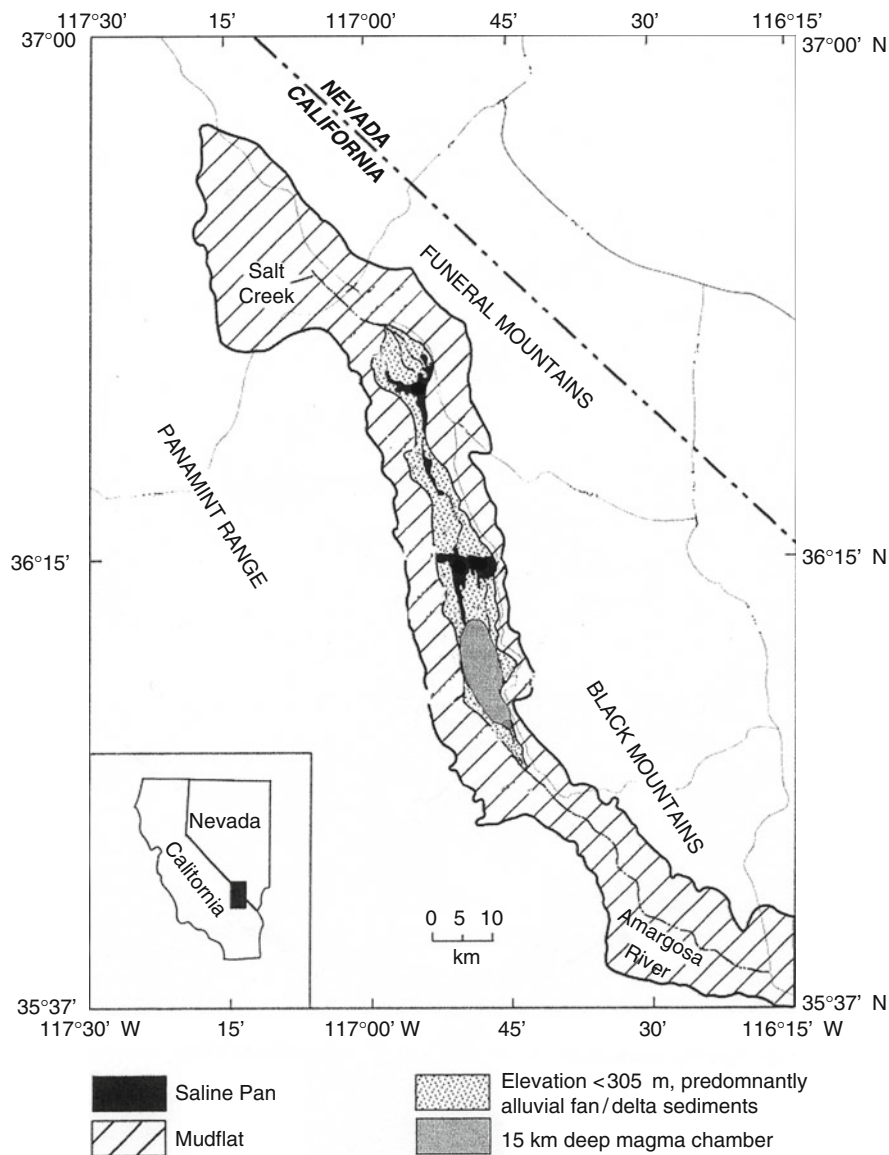 117°30' 15' 117°00' 45' 30' 116°15'
37°00 37°00' N
NEVADA
CALIFORNIA
FUNERAL MOUNTAINS
Salt
Creek
PANAMINT RANGE
36°15' 36°15' N
BLACK MOUNTAINS
Nevada
Calitornia
0 5 10
km
Amargosa
River
35°37' 35°37' N
117°30' W 15' 117°00' W 45' 30' 116°15' W
Saline Pan
Mudflat
Elevation <305 m, predomnantly
alluvial fan/delta sediments
15 km deep magma chamber